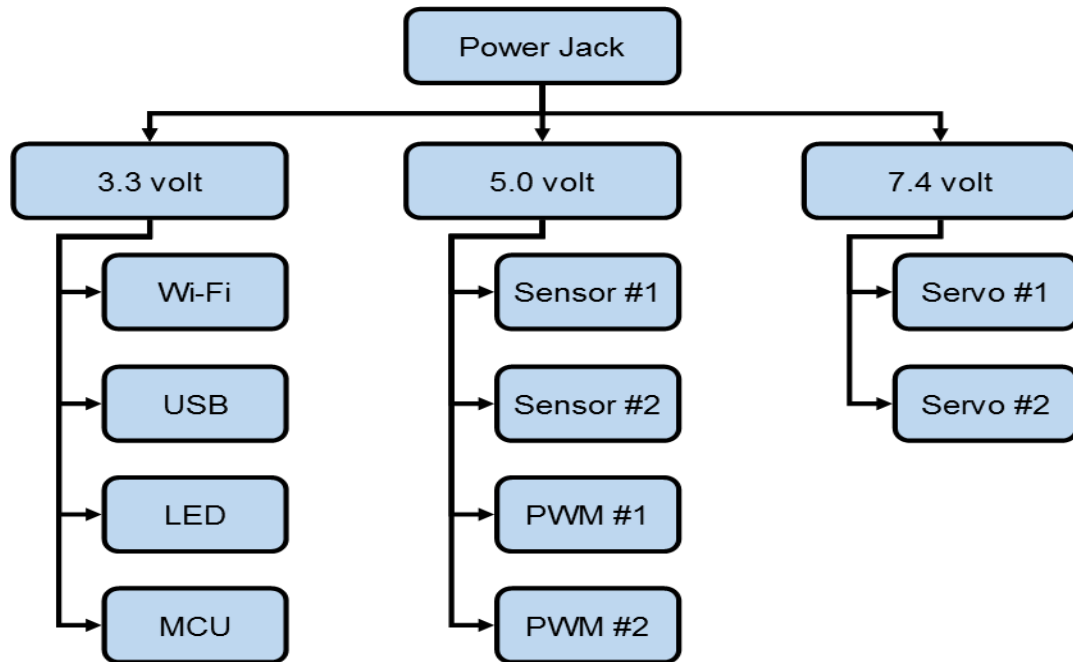 Power Jack
3.3 volt
5.0 volt
7.4 volt
Wi-Fi
Sensor #1
Servo #1
USB
Sensor #2
Servo #2
LED
PWM #1
MCU
PWM #2